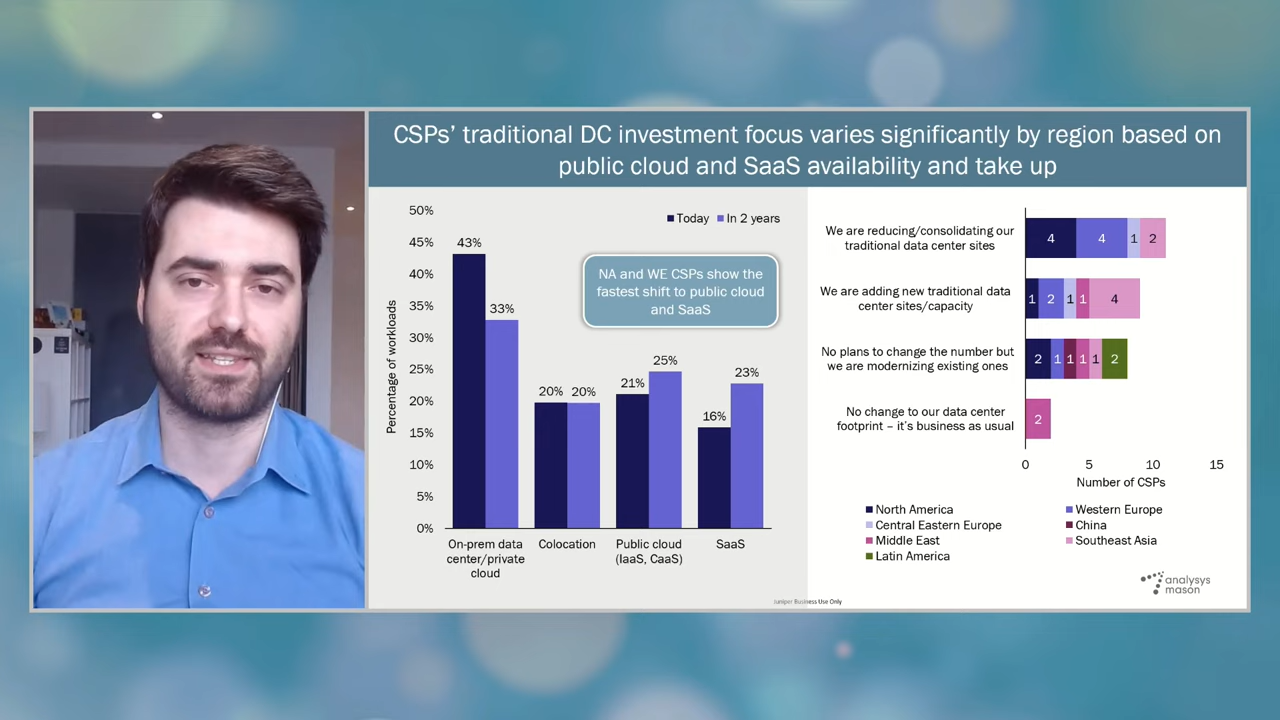 CSPs’ traditional DC investment focus varies significantly by region based on
public cloud and SaaS availability and take up
50%
45%
40%
35%
30%
25%
20%
15%
10%
5%
0%
Percentage of workloads
Today
In 2 years
43%
33%
20%
20%
21%
25%
16%
23%
NA and WE CSPs show the
fastest shift to public cloud
and SaaS
On-prem data
center/private
cloud
Colocation
Public cloud
(IaaS, CaaS)
SaaS
We are reducing/consolidating our
traditional data center sites
4 4 1 2
We are adding new traditional data
center sites/capacity
1 2 1 1 4
No plans to change the number but
we are modernizing existing ones
2 1 1 1 1 2
No change to our data center
footprint – it’s business as usual
2
0 5 10 15
Number of CSPs
North America
Western Europe
Central Eastern Europe
China
Middle East
Southeast Asia
Latin America
analysys
mason
Juniper Business Use Only